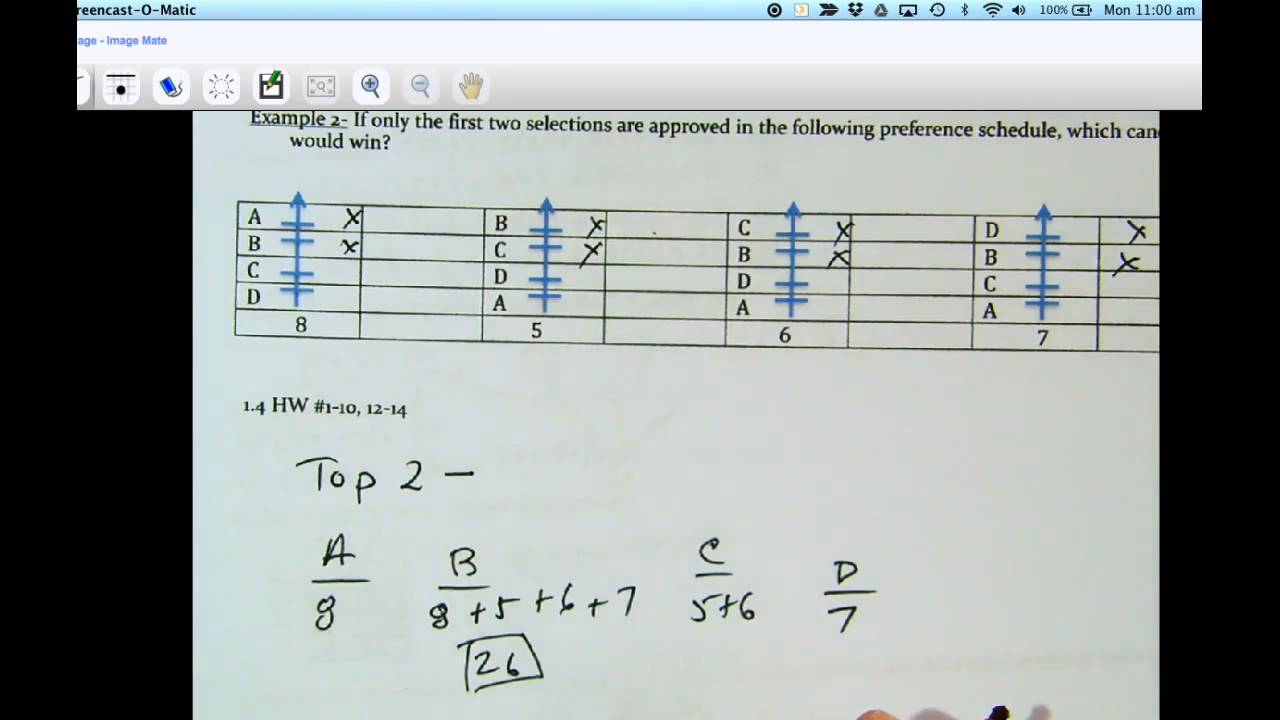 reencast-O-Matic 100% Mon 11:00 am
age - Image Mate
Example 2- If only the first two selections are approved in the following preference schedule, which can
would win?
A X B X C X D X
B X C X B X B X
C D D C
D A A A
8 5 6 7
1.4 HW #1-10, 12-14
Top 2 -
A B C D
8 8+5+6+7 5+6 7
26